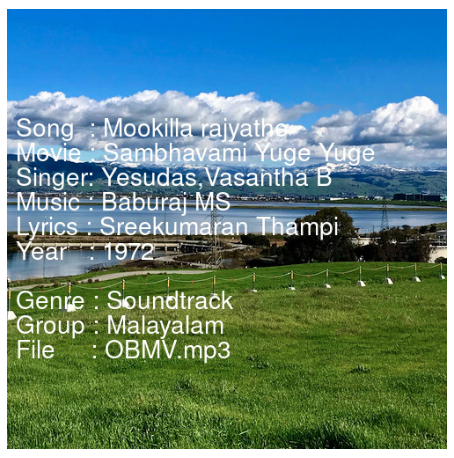 Song : Mookilla rajyathe
Movie : Sambhavami Yuge Yuge
Singer: Yesudas,Vasantha B
Music : Baburaj MS
Lyrics : Sreekumaran Thampi
Year : 1972
Genre : Soundtrack
Group : Malayalam
File : OBMV.mp3